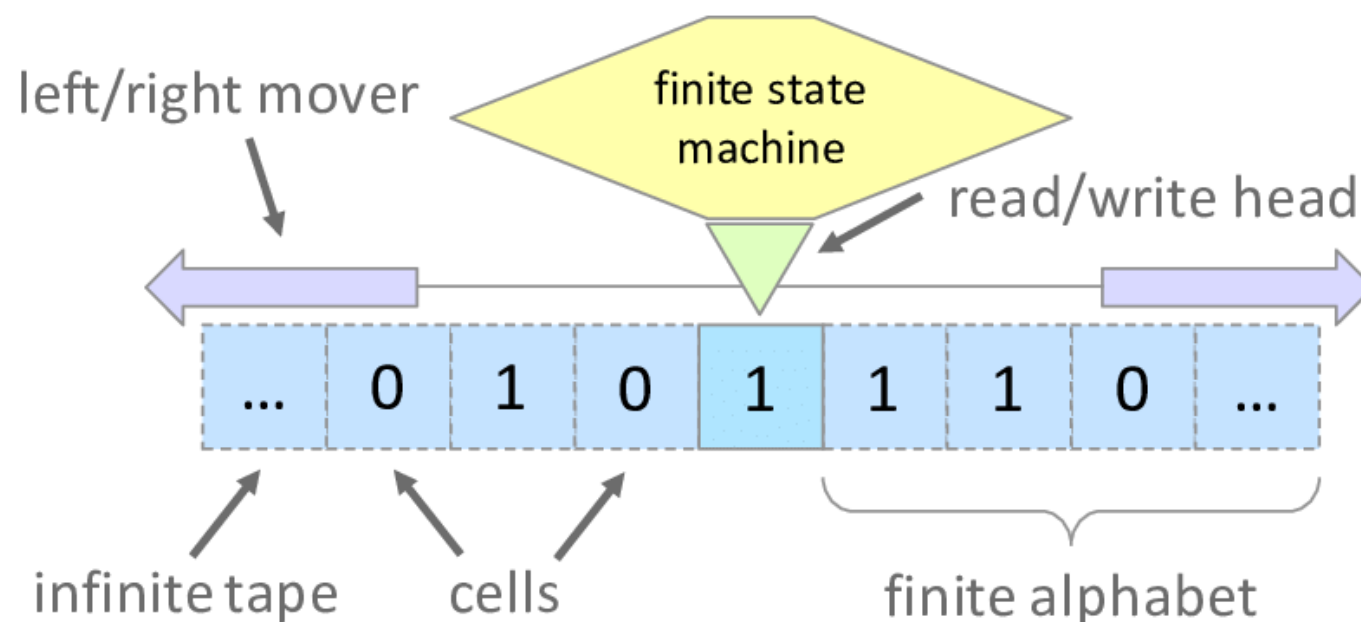 finite state
machine
left/right mover
read/write head
... 0 1 0 1 1 1 0 ...
infinite tape
cells
finite alphabet